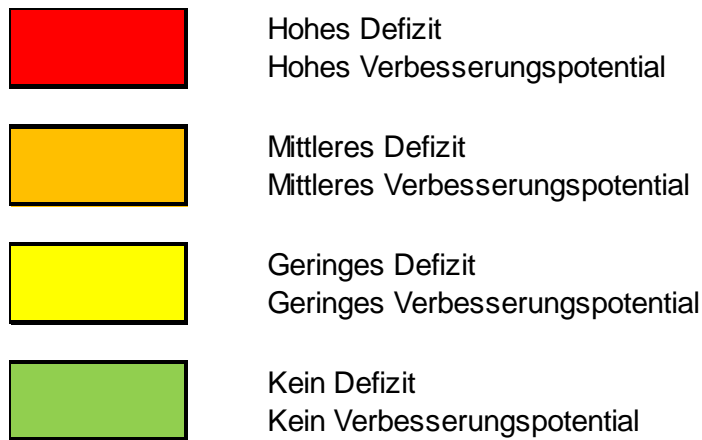 Hohes Defizit
Hohes Verbesserungspotential
Mittleres Defizit
Mittleres Verbesserungspotential
Geringes Defizit
Geringes Verbesserungspotential
Kein Defizit
Kein Verbesserungspotential